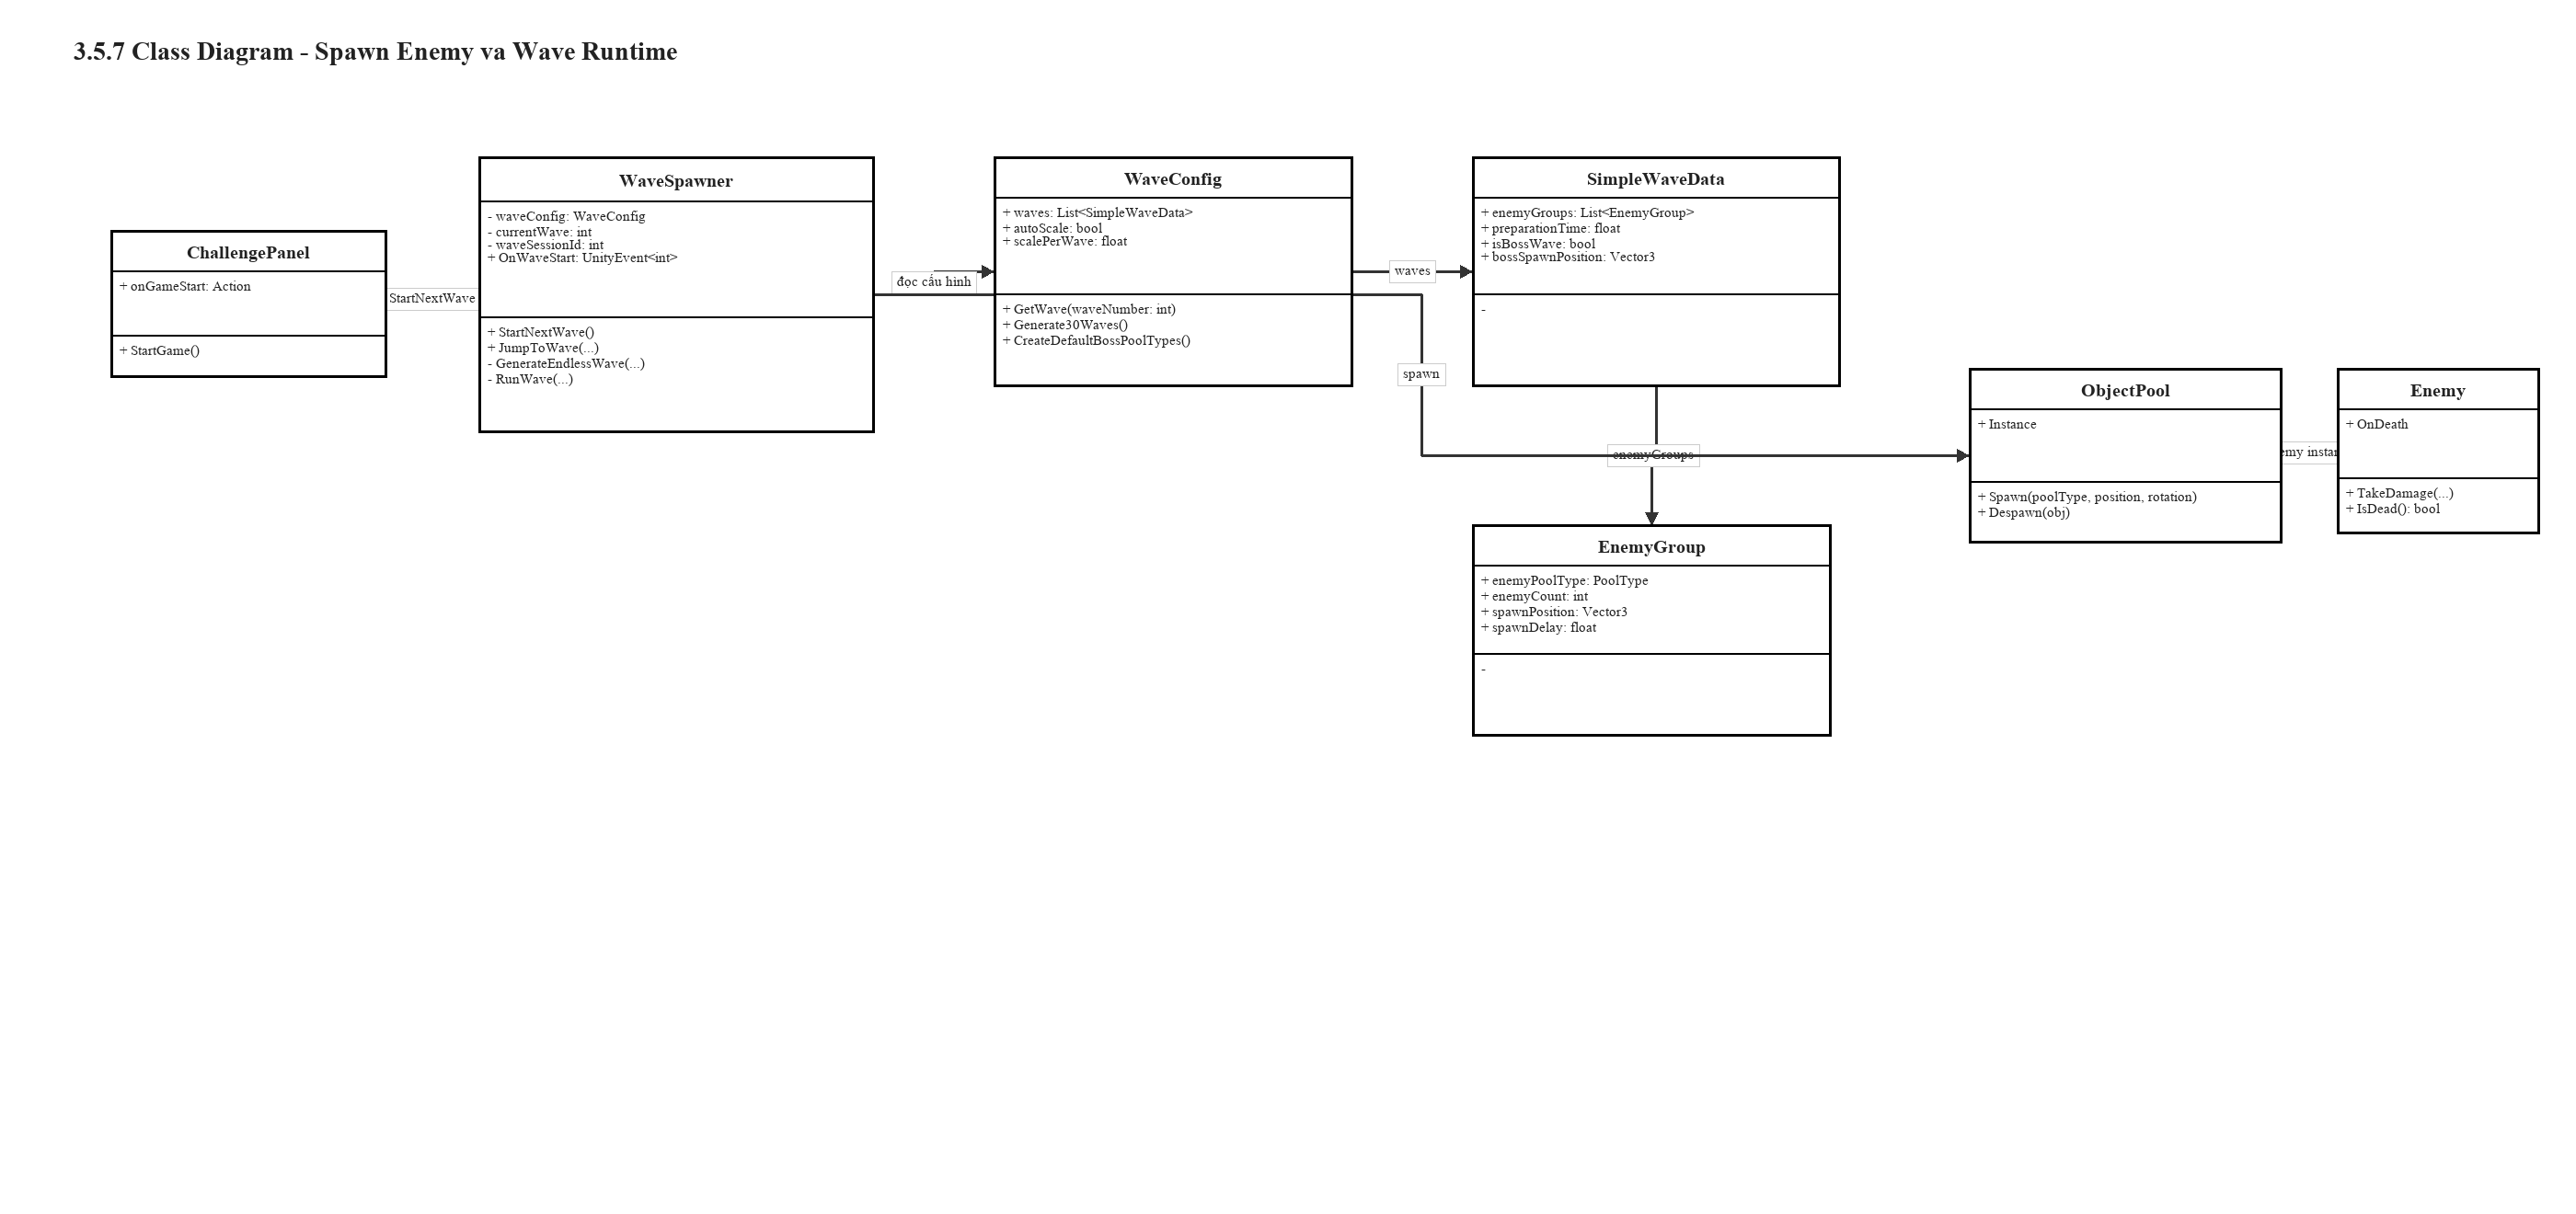 3.5.7 Class Diagram - Spawn Enemy va Wave Runtime
ChallengePanel
+ onGameStart: Action
+ StartGame()
StartNextWave
WaveSpawner
- waveConfig: WaveConfig
- currentWave: int
- waveSessionId: int
+ OnWaveStart: UnityEvent<int>
+ StartNextWave()
+ JumpToWave(...)
- GenerateEndlessWave(...)
- RunWave(...)
đọc cấu hình
WaveConfig
+ waves: List<SimpleWaveData>
+ autoScale: bool
+ scalePerWave: float
+ GetWave(waveNumber: int)
+ Generate30Waves()
+ CreateDefaultBossPoolTypes()
waves
spawn
SimpleWaveData
+ enemyGroups: List<EnemyGroup>
+ preparationTime: float
+ isBossWave: bool
+ bossSpawnPosition: Vector3
-
enemyGroups
EnemyGroup
+ enemyPoolType: PoolType
+ enemyCount: int
+ spawnPosition: Vector3
+ spawnDelay: float
-
ObjectPool
+ Instance
+ Spawn(poolType, position, rotation)
+ Despawn(obj)
Enemy
+ OnDeath
+ TakeDamage(...)
+ IsDead(): bool